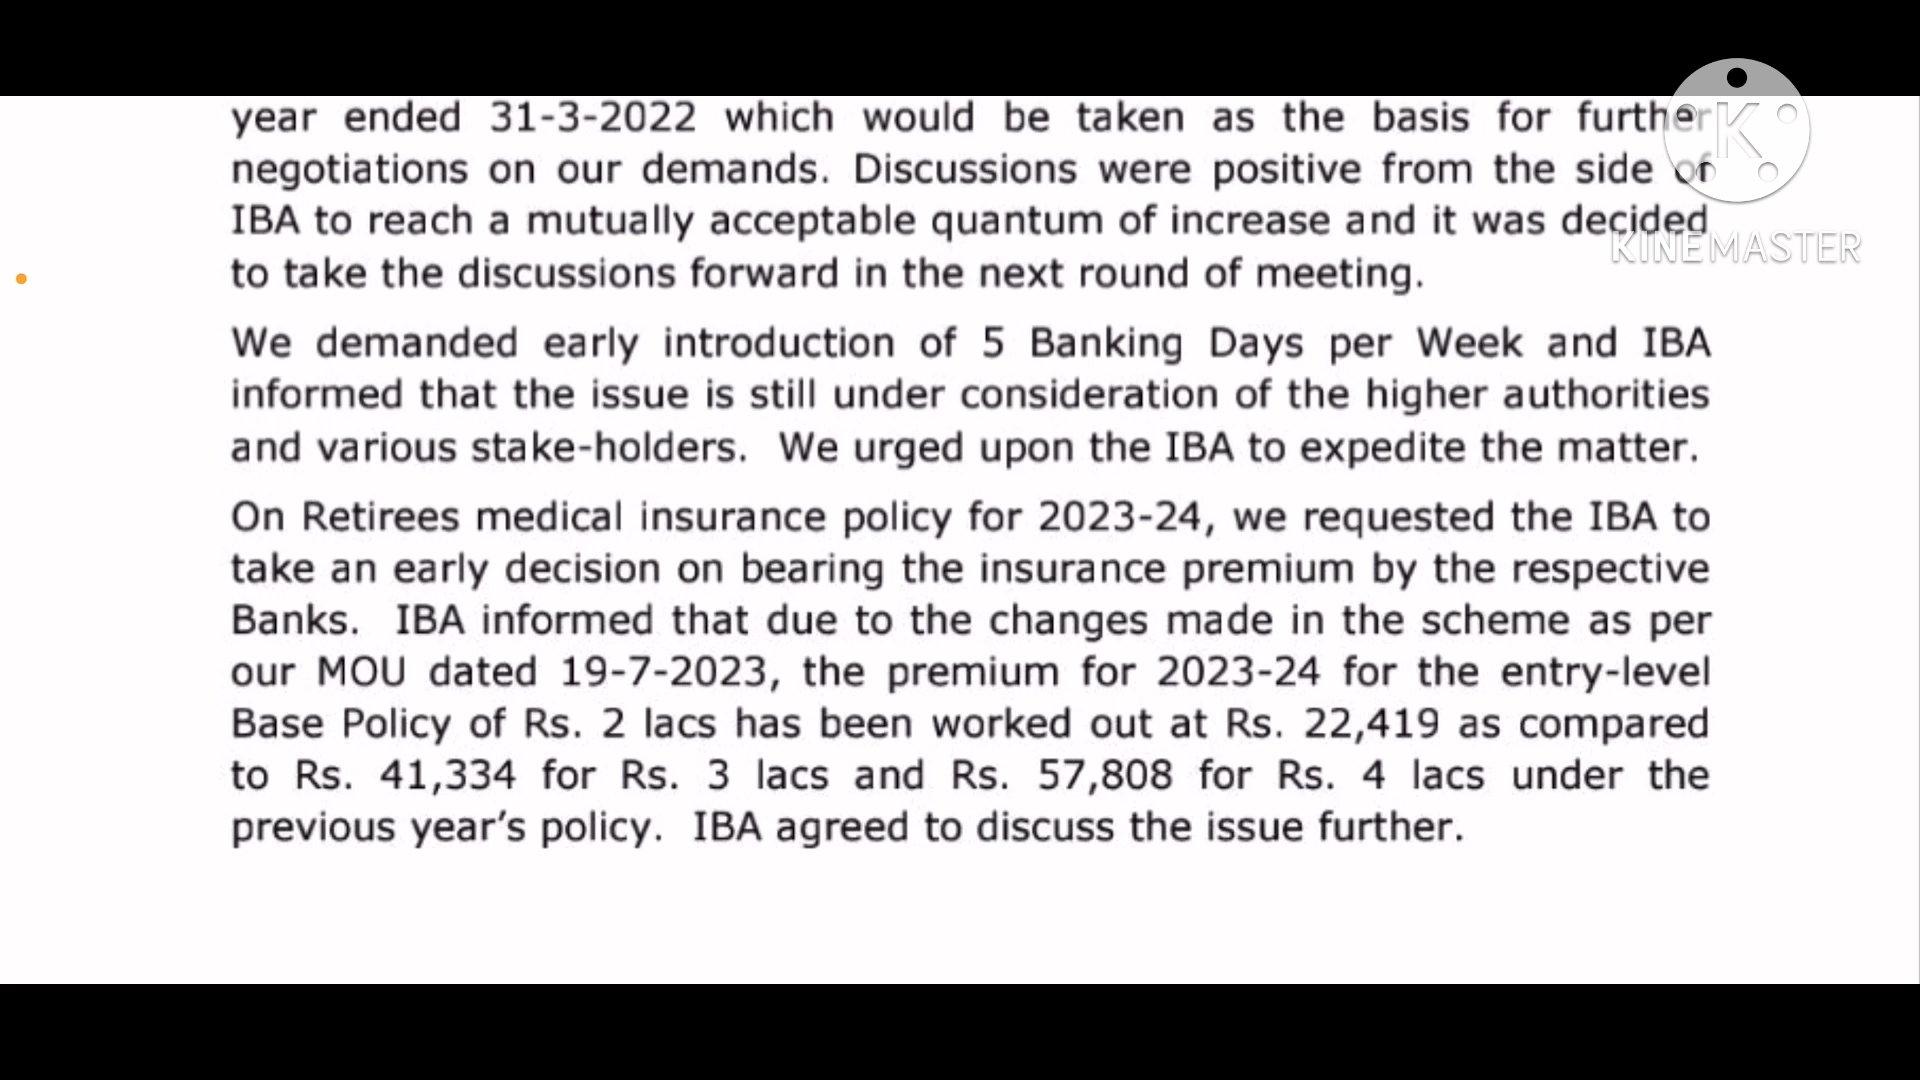 year ended 31-3-2022 which would be taken as the basis for further
negotiations on our demands. Discussions were positive from the side of
IBA to reach a mutually acceptable quantum of increase and it was decided
to take the discussions forward in the next round of meeting.
We demanded early introduction of 5 Banking Days per Week and IBA
informed that the issue is still under consideration of the higher authorities
and various stake-holders. We urged upon the IBA to expedite the matter.
On Retirees medical insurance policy for 2023-24, we requested the IBA to
take an early decision on bearing the insurance premium by the respective
Banks. IBA informed that due to the changes made in the scheme as per
our MOU dated 19-7-2023, the premium for 2023-24 for the entry-level
Base Policy of Rs. 2 lacs has been worked out at Rs. 22,419 as compared
to Rs. 41,334 for Rs. 3 lacs and Rs. 57,808 for Rs. 4 lacs under the
previous year’s policy. IBA agreed to discuss the issue further.
K
KINEMASTER